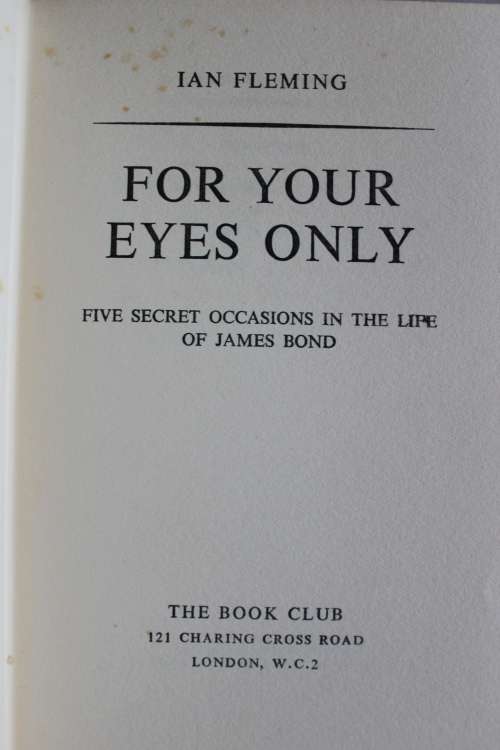 IAN FLEMING
FOR YOUR
EYES ONLY
FIVE SECRET OCCASIONS IN THE LIFE
OF JAMES BOND
THE BOOK CLUB
121 CHARING CROSS ROAD
LONDON, W.C.2